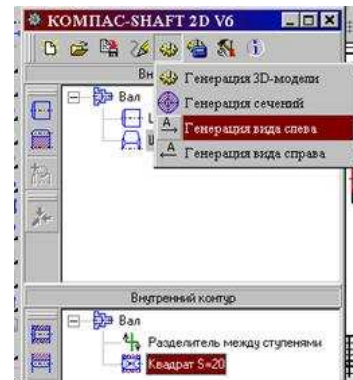 КОМПАС-SHAFT 2D V6
Вн
Генерация 3D-модели
Вал
Генерация сечений
Генерация вида слева
Генерация вида справа
Внутренний контур
Вал
Разделитель между ступенями
Квадрат S=20